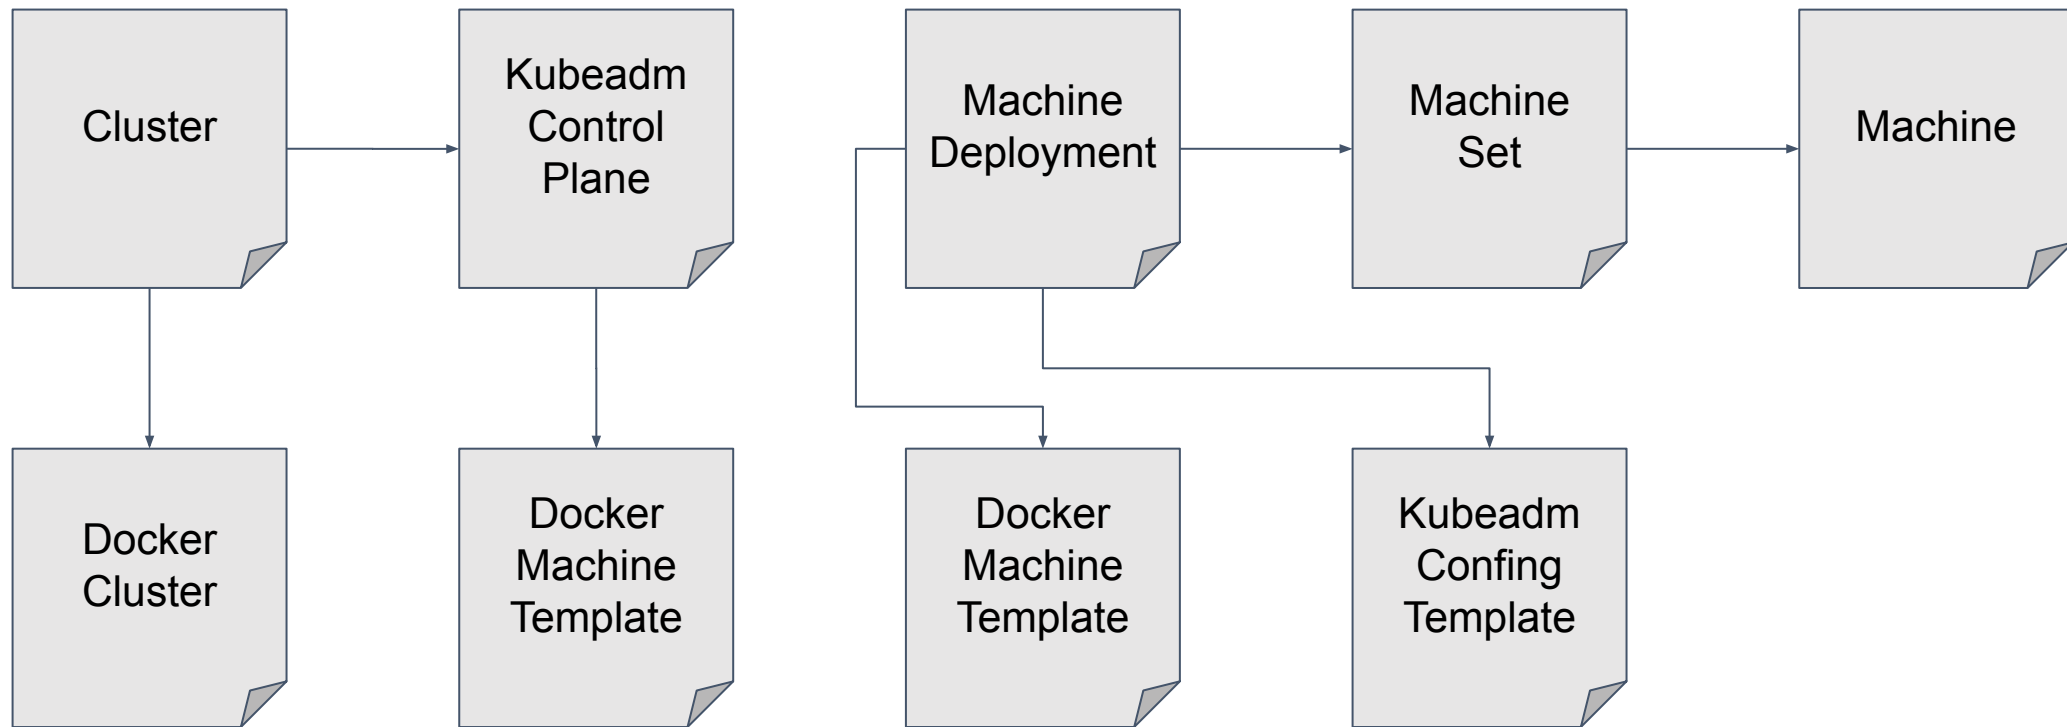 Cluster
Kubeadm
Control
Plane
Machine
Deployment
Machine
Set
Machine
Docker
Cluster
Docker
Machine
Template
Docker
Machine
Template
Kubeadm
Confing
Template